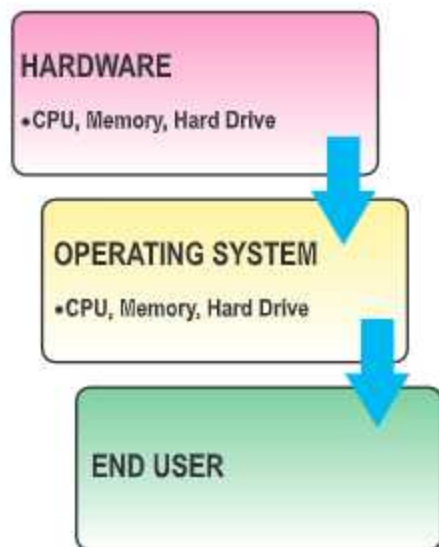 HARDWARE
•CPU, Memory, Hard Drive
OPERATING SYSTEM
•CPU, Memory, Hard Drive
END USER